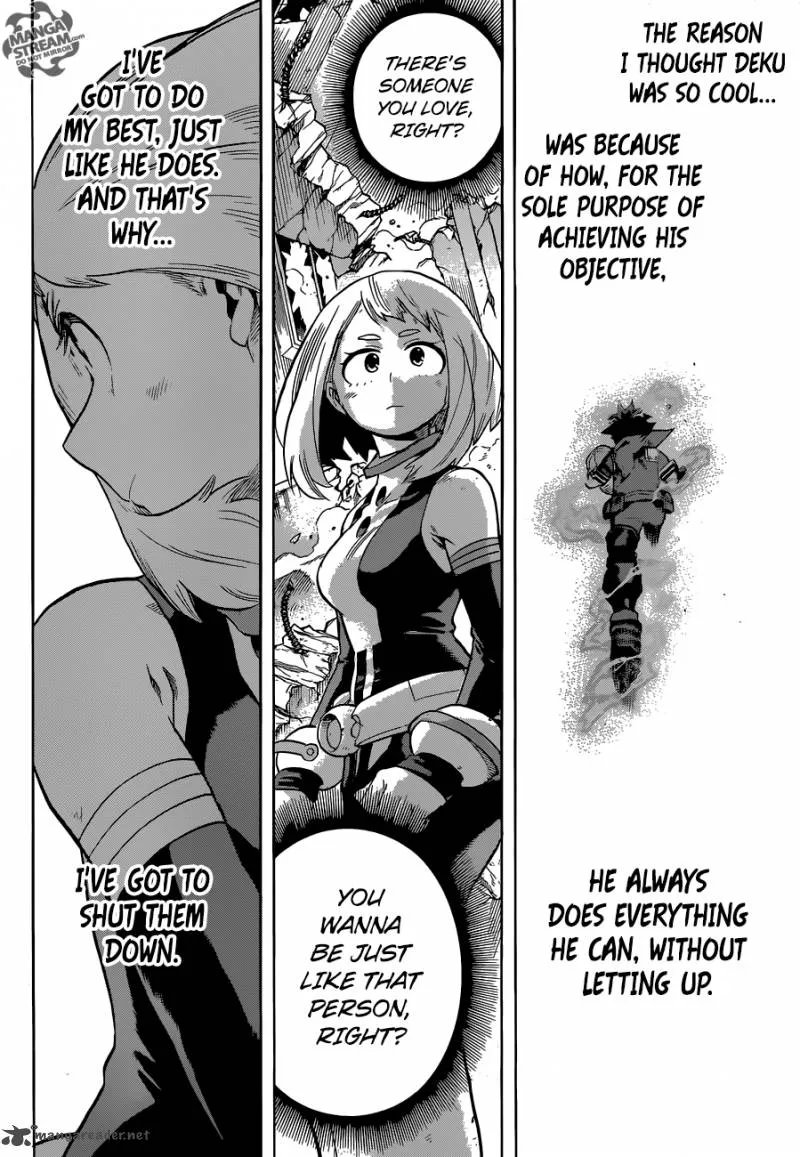 THE REASON
I THOUGHT DEKU
WAS SO COOL...
WAS BECAUSE
OF HOW, FOR THE
SOLE PURPOSE OF
ACHIEVING HIS
OBJECTIVE,
HE ALWAYS
DOES EVERYTHING
HE CAN, WITHOUT
LETTING UP.
THERE'S
SOMEONE
YOU LOVE,
RIGHT?
YOU
WANNA
BE JUST
LIKE THAT
PERSON,
RIGHT?
I'VE
GOT TO DO
MY BEST, JUST
LIKE HE DOES.
AND THAT'S
WHY...
I'VE GOT TO
SHUT THEM
DOWN.
MANGA
STREAM.COM
DO NOT MIRROR
mangareader.net